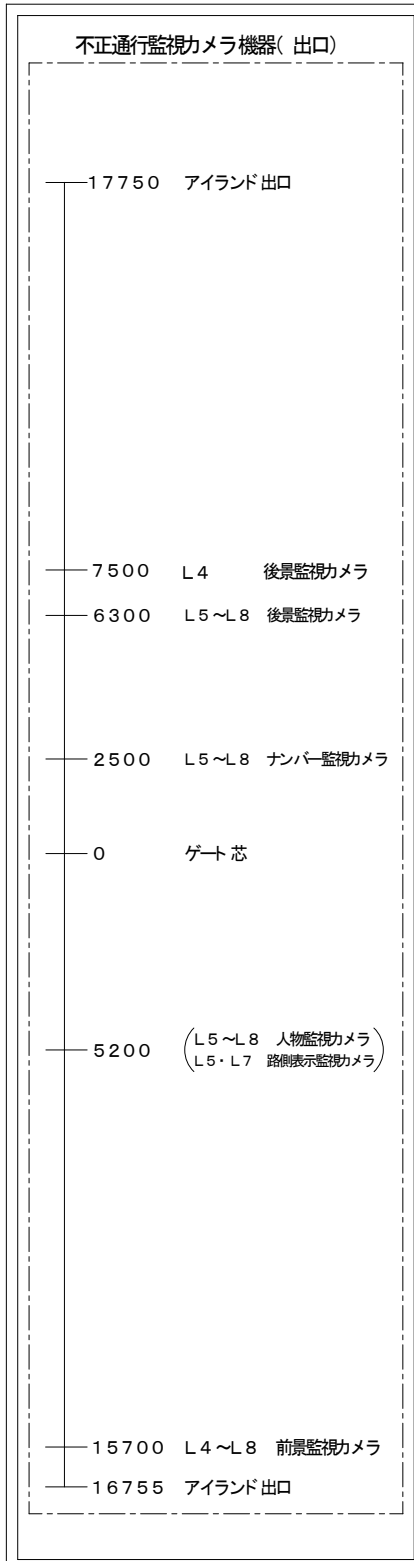 不正通行監視カメラ機器(出口)
17750 アイランド出口
7500 L4 後景監視カメラ
6300 L5~L8 後景監視カメラ
2500 L5~L8 ナンバー監視カメラ
0 ゲート芯
5200 (L5~L8 人物監視カメラ
L5・L7 路側表示監視カメラ)
15700 L4~L8 前景監視カメラ
16755 アイランド出口